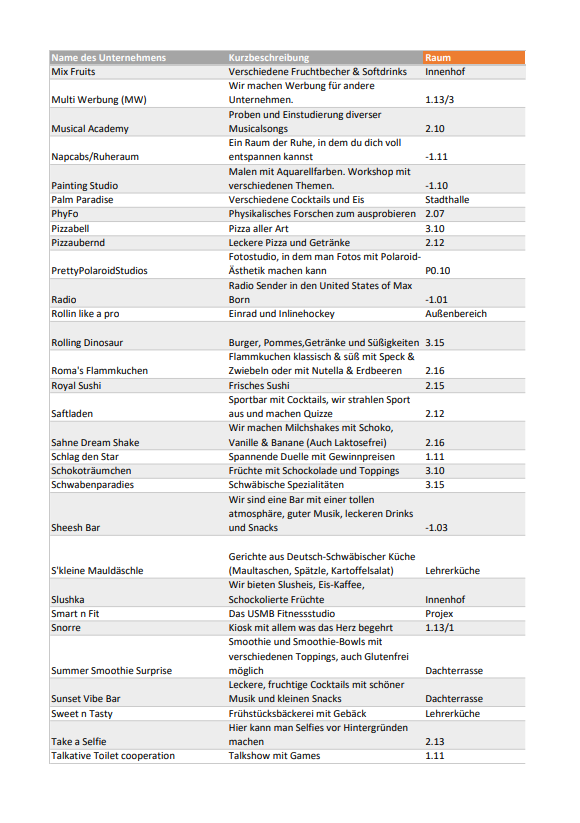 Name des Unternehmens Kurzbeschreibung Raum
Mix Fruits Verschiedene Fruchtbecher & Softdrinks Innenhof
Wir machen Werbung für andere
Multi Werbung (MW) Unternehmen. 1.13/3
Proben und Einstudierung diverser
Musical Academy Musicalsongs 2.10
Ein Raum der Ruhe, in dem du dich voll
Napcabs/Ruheraum entspannen kannst -1.11
Malen mit Aquarellfarben. Workshop mit
Painting Studio verschiedenen Themen. -1.10
Palm Paradise Verschiedene Cocktails und Eis Stadthalle
PhyFo Physikalisches Forschen zum ausprobieren 2.07
Pizzabell Pizza aller Art 3.10
Pizzaubernd Leckere Pizza und Getränke 2.12
Fotostudio, in dem man Fotos mit Polaroid-
PrettyPolaroidStudios Ästhetik machen kann P0.10
Radio Sender in den United States of Max
Radio Born -1.01
Rollin like a pro Einrad und Inlinehockey Außenbereich
Rolling Dinosaur Burger, Pommes,Getränke und Süßigkeiten 3.15
Flammkuchen klassisch & süß mit Speck &
Roma's Flammkuchen Zwiebeln oder mit Nutella & Erdbeeren 2.16
Royal Sushi Frisches Sushi 2.15
Sportbar mit Cocktails, wir strahlen Sport
Saftladen aus und machen Quizze 2.12
Wir machen Milchshakes mit Schoko,
Sahne Dream Shake Vanille & Banane (Auch Laktosefrei) 2.16
Schlag den Star Spannende Duelle mit Gewinnpreisen 1.11
Schokoträumchen Früchte mit Schockolade und Toppings 3.10
Schwabenparadies Schwäbische Spezialitäten 3.15
Wir sind eine Bar mit einer tollen
atmosphäre, guter Musik, leckeren Drinks
Sheesh Bar und Snacks -1.03
Gerichte aus Deutsch-Schwäbischer Küche
S'kleine Mauldäschle (Maultaschen, Spätzle, Kartoffelsalat) Lehrerküche
Wir bieten Slusheis, Eis-Kaffee,
Slushka Schockolierte Früchte Innenhof
Smart n Fit Das USMB Fitnessstudio Projex
Snorre Kiosk mit allem was das Herz begehrt 1.13/1
Smoothie und Smoothie-Bowls mit
verschiedenen Toppings, auch Glutenfrei
Summer Smoothie Surprise möglich Dachterrasse
Leckere, fruchtige Cocktails mit schöner
Sunset Vibe Bar Musik und kleinen Snacks Dachterrasse
Sweet n Tasty Frühstücksbäckerei mit Gebäck Lehrerküche
Hier kann man Selfies vor Hintergründen
Take a Selfie machen 2.13
Talkative Toilet cooperation Talkshow mit Games 1.11